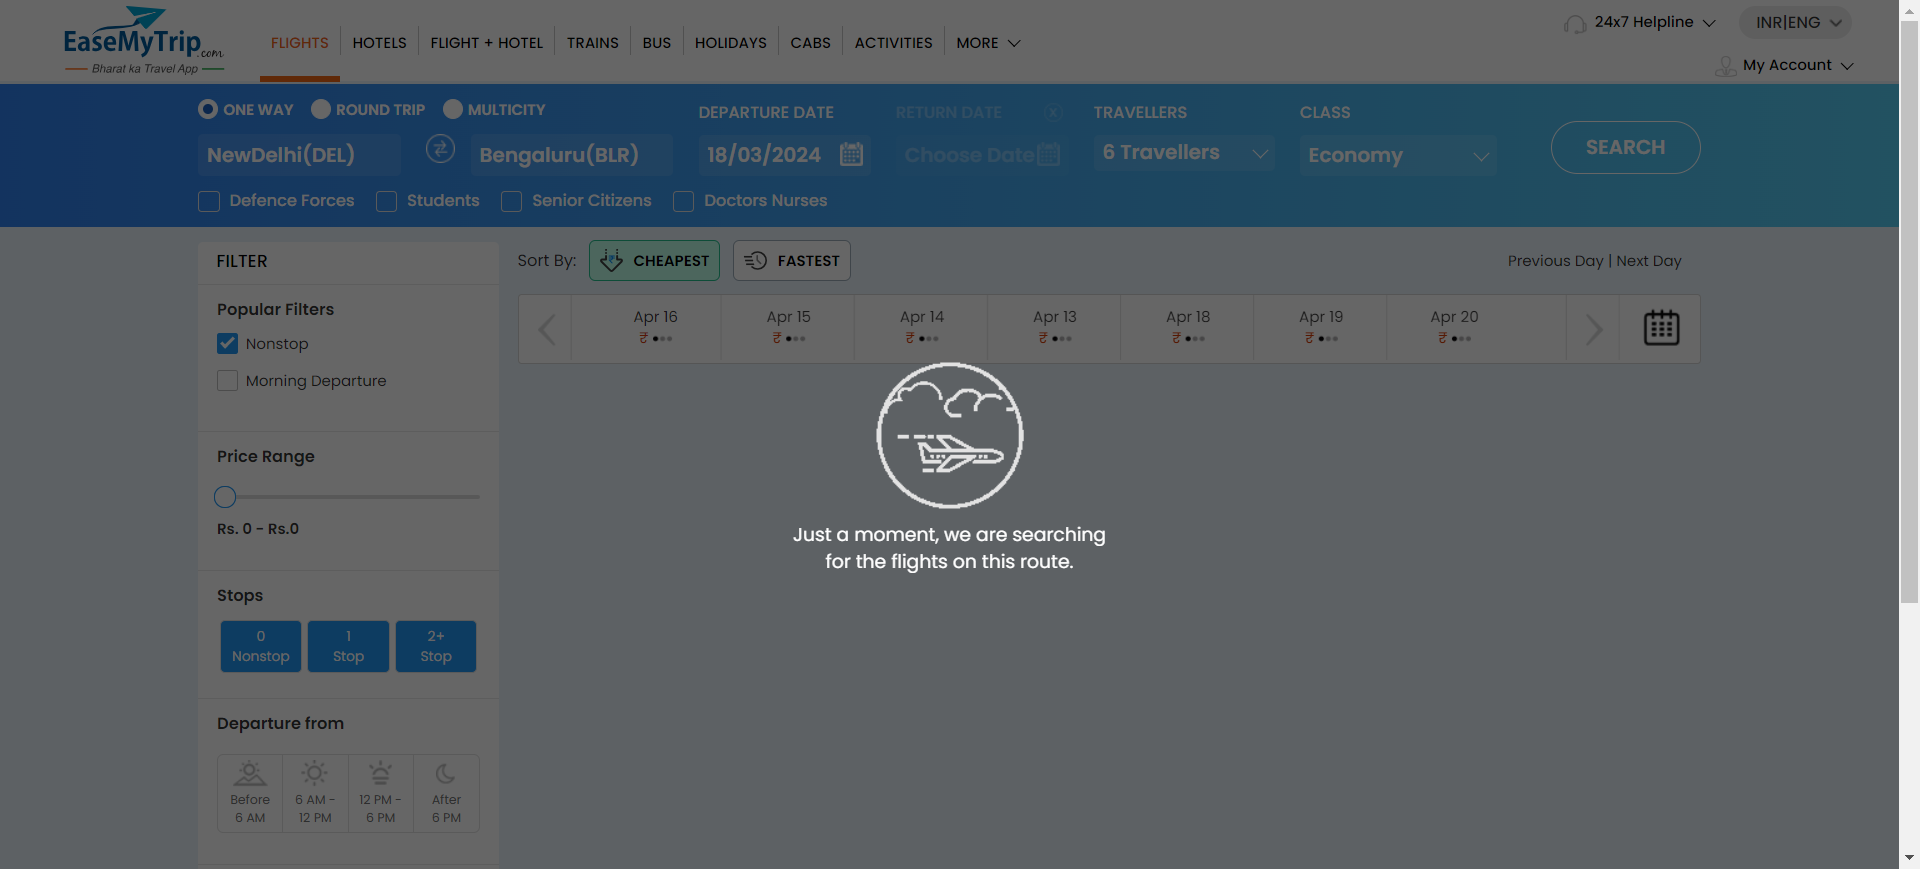 EaseMyTrip.com
Bharat ka Travel App
FLIGHTS
HOTELS
FLIGHT + HOTEL
TRAINS
BUS
HOLIDAYS
CABS
ACTIVITIES
MORE
24x7 Helpline
INR|ENG
My Account
ONE WAY
ROUND TRIP
MULTICITY
DEPARTURE DATE
RETURN DATE
TRAVELLERS
CLASS
NewDelhi(DEL)
Bengaluru(BLR)
18/03/2024
Choose Date
6 Travellers
Economy
SEARCH
Defence Forces
Students
Senior Citizens
Doctors Nurses
FILTER
Sort By:
CHEAPEST
FASTEST
Previous Day | Next Day
Popular Filters
Nonstop
Morning Departure
Apr 16
₹
Apr 15
₹
Apr 14
₹
Apr 13
₹
Apr 18
₹
Apr 19
₹
Apr 20
₹
Just a moment, we are searching
for the flights on this route.
Price Range
Rs. 0 - Rs.0
Stops
0
Nonstop
1
Stop
2+
Stop
Departure from
Before
6 AM
6 AM -
12 PM
12 PM -
6 PM
After
6 PM